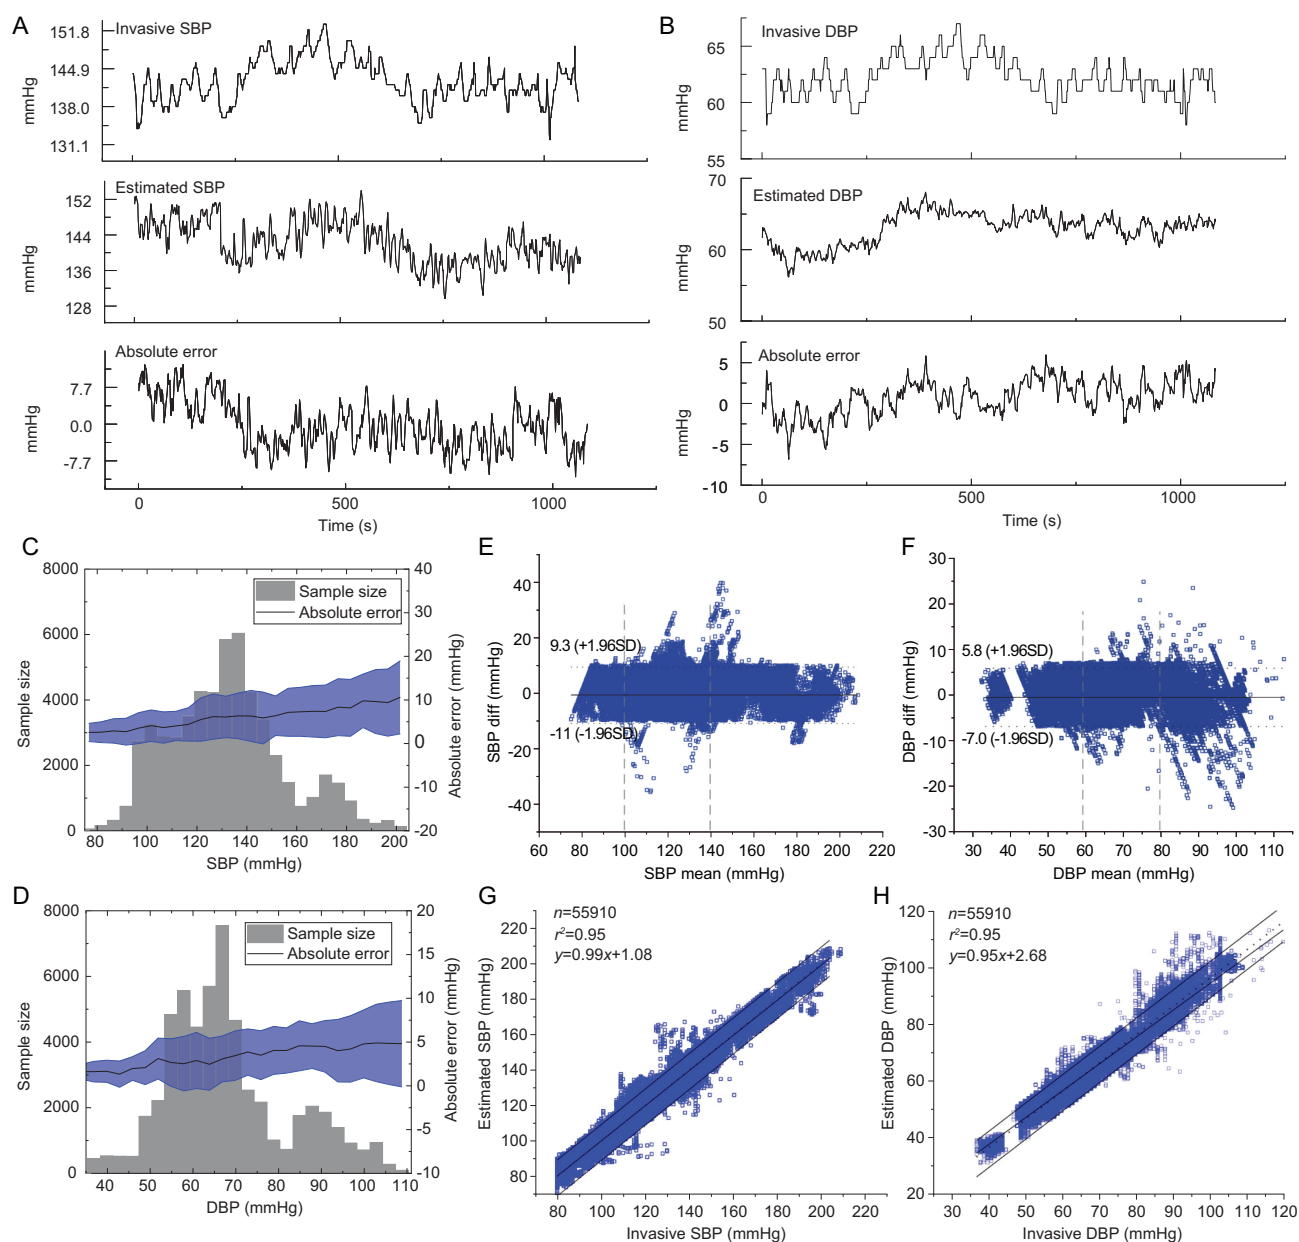 A
Invasive SBP
151.8
144.9
138.0
131.1
mmHg
Estimated SBP
152
144
136
128
mmHg
Absolute error
7.7
0.0
-7.7
mmHg
0
500
1000
Time (s)
B
Invasive DBP
65
60
55
mmHg
Estimated DBP
70
60
50
mmHg
Absolute error
5
0
-5
-10
mmHg
0
500
1000
Time (s)
C
8000
6000
4000
2000
0
Sample size
Sample size
Absolute error
40
30
20
10
0
-10
-20
Absolute error (mmHg)
80 100 120 140 160 180 200
SBP (mmHg)
E
40
20
0
-20
-40
SBP diff (mmHg)
9.3 (+1.96SD)
-11 (-1.96SD)
60 80 100 120 140 160 180 200 220
SBP mean (mmHg)
F
30
20
10
0
-10
-20
-30
DBP diff (mmHg)
5.8 (+1.96SD)
-7.0 (-1.96SD)
30 40 50 60 70 80 90 100 110
DBP mean (mmHg)
D
8000
6000
4000
2000
0
Sample size
Sample size
Absolute error
20
15
10
5
0
-5
-10
Absolute error (mmHg)
40 50 60 70 80 90 100 110
DBP (mmHg)
G
n=55910
r²=0.95
y=0.99x+1.08
220
200
180
160
140
120
100
80
Estimated SBP (mmHg)
80 100 120 140 160 180 200 220
Invasive SBP (mmHg)
H
n=55910
r²=0.95
y=0.95x+2.68
120
100
80
60
40
20
Estimated DBP (mmHg)
30 40 50 60 70 80 90 100 110 120
Invasive DBP (mmHg)